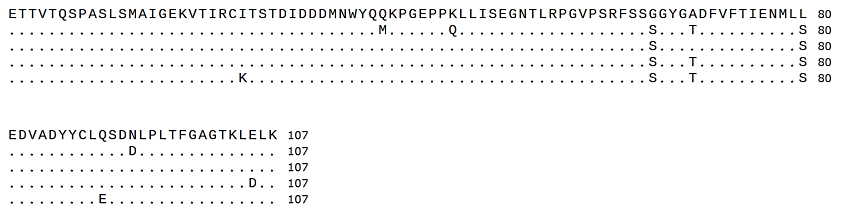 ETTVTQSPASLSMAIGEKVTIRCITSTDIDDDMNWYQQKPGEPPKLLISEGNTLRPGVPSRFSSGGYGADFVFTIENMLL 80
.....................................M......Q...................S...T..........S 80
................................................................S..............S 80
................................................................S...T..........S 80
.......................K........................................S...T..........S 80
EDVADYYCLQSDNLPLTFGAGTKLELK 107
............D.............. 107
........................... 107
........................D.. 107
.........E................. 107